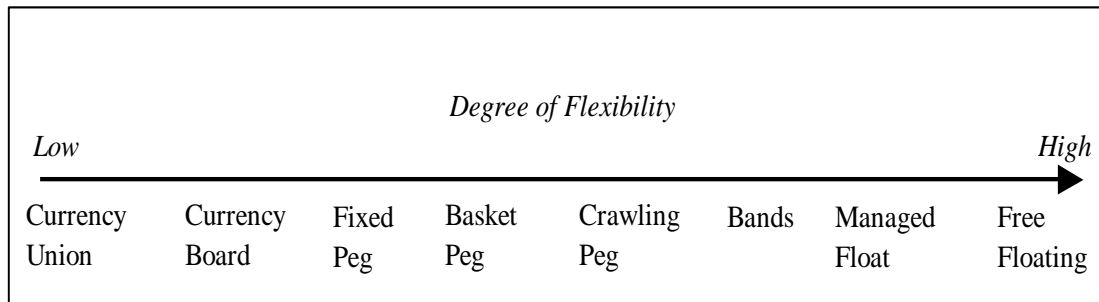 Degree of Flexibility
Low High
Currency Currency Fixed Basket Crawling Bands Managed Free
Union Board Peg Peg Peg Float Floating